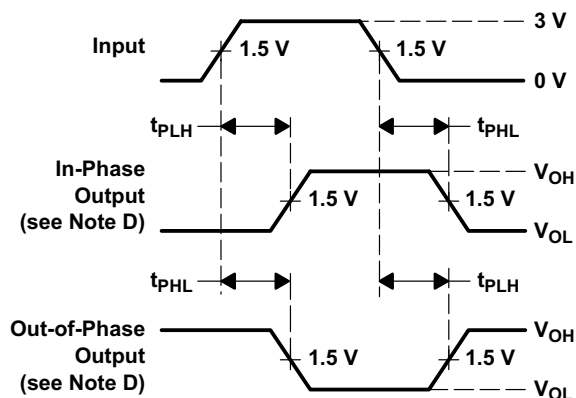 3 V
Input
1.5 V
1.5 V
0 V
tPLH
tPHL
In-Phase
Output
(see Note D)
1.5 V
1.5 V
VOH
VOL
tPHL
tPLH
Out-of-Phase
Output
(see Note D)
1.5 V
1.5 V
VOH
VOL